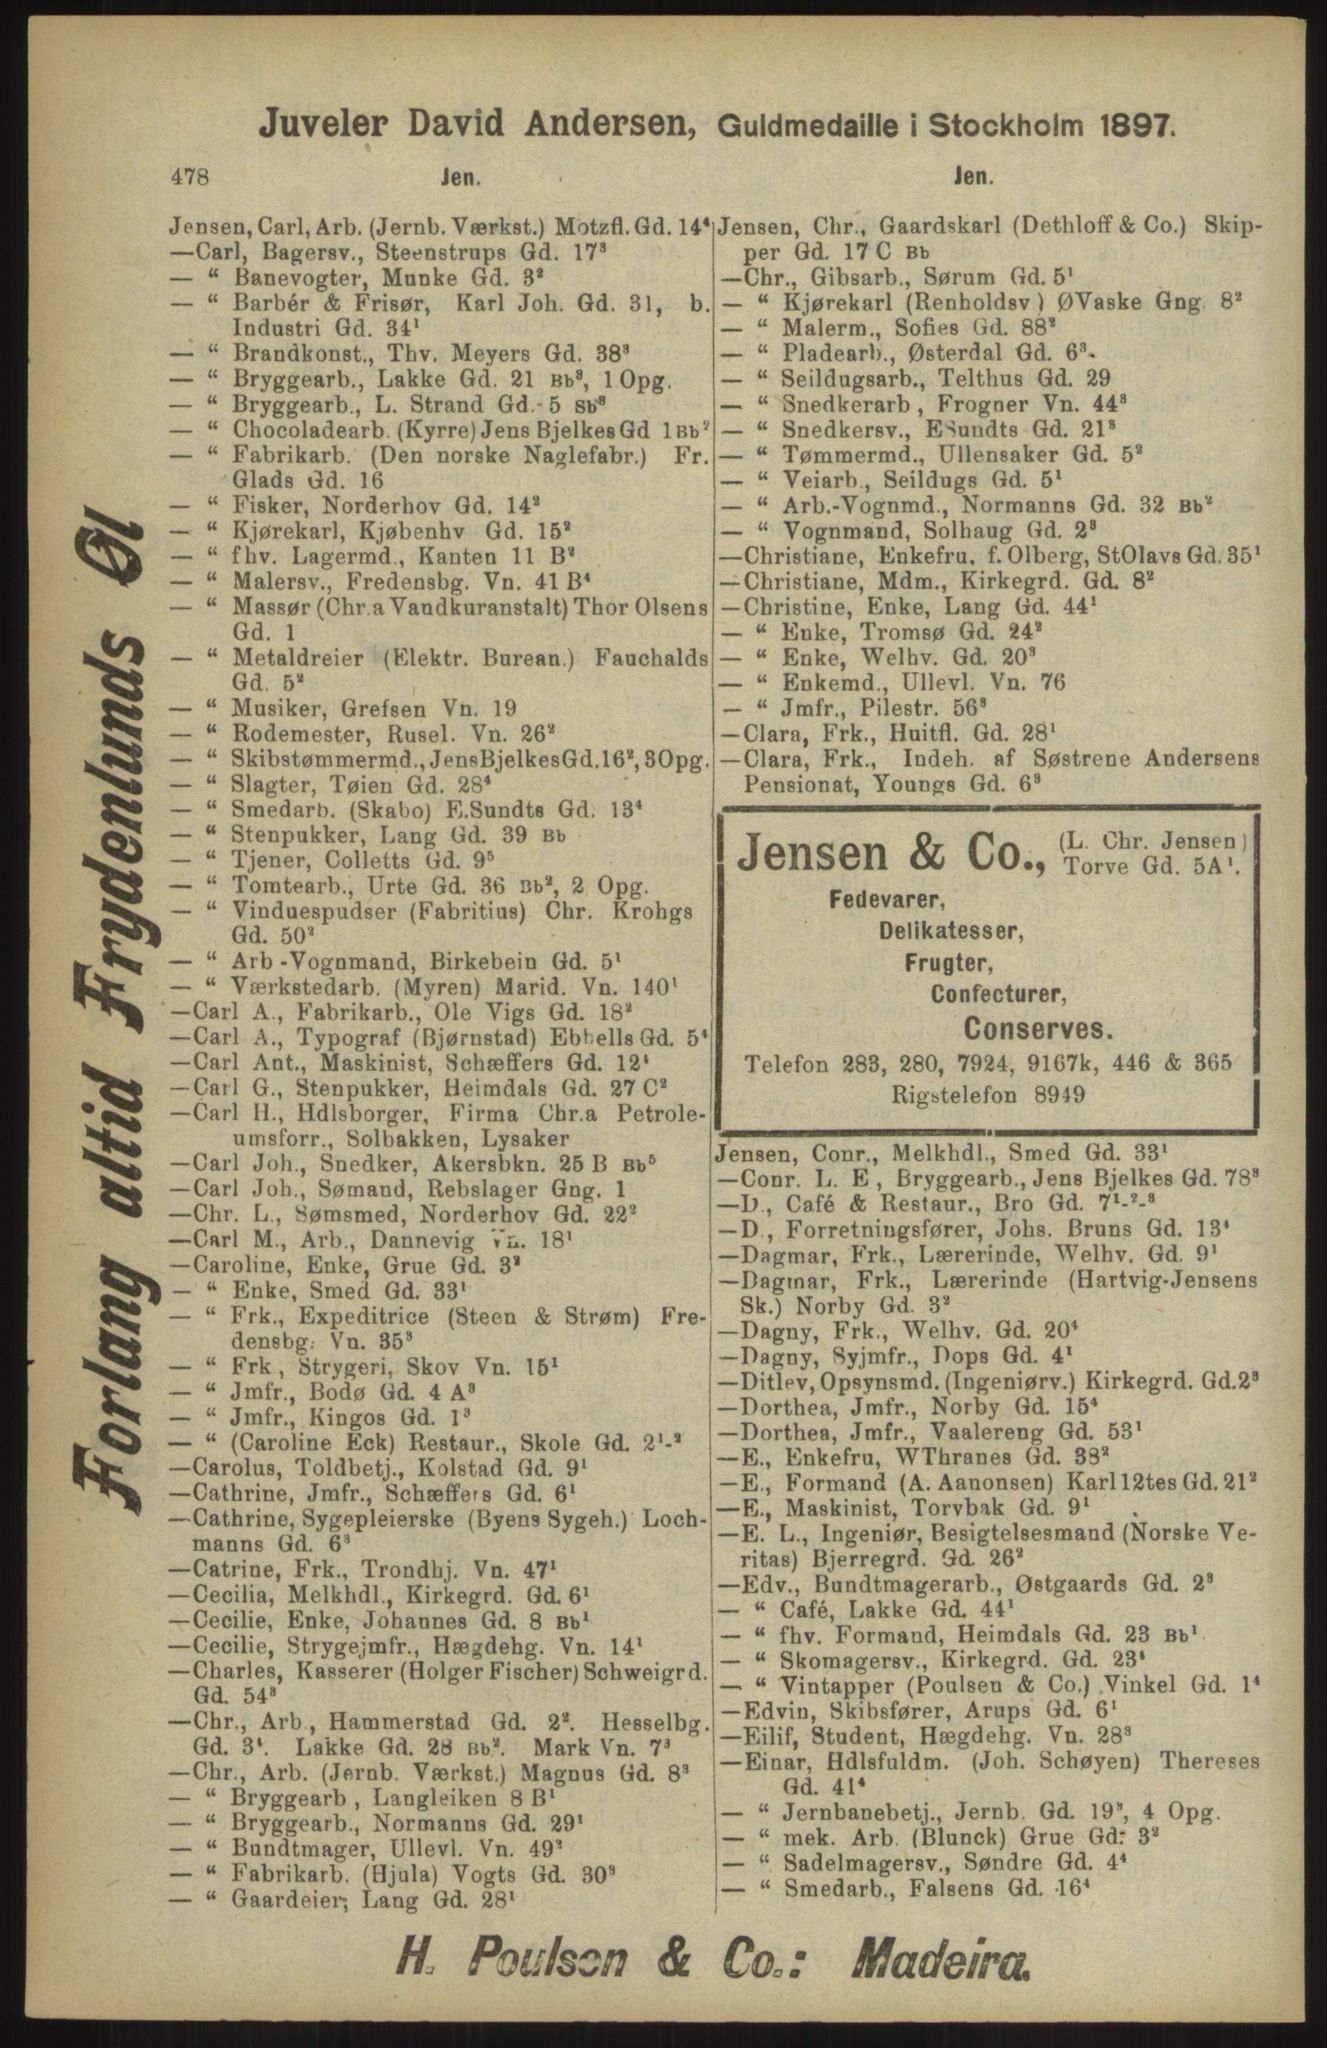 Juveler David Andersen, Guldmedaille i Stockholm 1897.
478 Jen. Jen.
Jensen, Carl, Arb. (Jernb. Værkst.) Motzfl. Gd. 14⁴
—Carl, Bagersv., Steenstrups Gd. 17³
— “ Banevogter, Munke Gd. 3²
— “ Barbér & Frisør, Karl Joh. Gd. 31, b.
Industri Gd. 34¹
— “ Brandkonst., Thv. Meyers Gd. 38³
— “ Bryggearb., Lakke Gd. 21 Bb³, 1 Opg.
— “ Bryggearb., L. Strand Gd. 5 Sb³
— “ Chocoladearb. (Kyrre) Jens Bjelkes Gd 1 Bb²
— “ Fabrikarb. (Den norske Naglefabr.) Fr.
Glads Gd. 16
— “ Fisker, Norderhov Gd. 14²
— “ Kjørekarl, Kjøbenhv Gd. 15²
— “ fhv. Lagermd., Kanten 11 B²
— “ Malersv., Fredensbg. Vn. 41 B⁴
— “ Massør (Chr.a Vandkuranstalt) Thor Olsens
Gd. 1
— “ Metaldreier (Elektr. Burean.) Fauchalds
Gd. 5²
— “ Musiker, Grefsen Vn. 19
— “ Rodemester, Rusel. Vn. 26²
— “ Skibstømmermd., Jens Bjelkes Gd. 16², 3 Opg.
— “ Slagter, Tøien Gd. 28⁴
— “ Smedarb. (Skabo) E.Sundts Gd. 13⁴
— “ Stenpukker, Lang Gd. 39 Bb
— “ Tjener, Colletts Gd. 9⁵
— “ Tomtearb., Urte Gd. 36 Bb², 2 Opg.
— “ Vinduespudser (Fabritius) Chr. Krohgs
Gd. 50²
— “ Arb -Vognmand, Birkebein Gd. 5¹
— “ Værkstedarb. (Myren) Marid. Vn. 140¹
—Carl A., Fabrikarb., Ole Vigs Gd. 18²
—Carl A., Typograf (Bjørnstad) Ebbells Gd. 5⁴
—Carl Ant., Maskinist, Schæffers Gd. 12⁴
—Carl G., Stenpukker, Heimdals Gd. 27 C²
—Carl H., Hdlsborger, Firma Chr.a Petrole-
umsforr., Solbakken, Lysaker
—Carl Joh., Snedker, Akersbkn. 25 B Bb⁵
—Carl Joh., Sømand, Rebslager Gng. 1
—Chr. L., Sømsmed, Norderhov Gd. 22²
—Carl M., Arb., Dannevig Vn. 18¹
—Caroline, Enke, Grue Gd. 3²
— “ Enke, Smed Gd. 33¹
— “ Frk., Expeditrice (Steen & Strøm) Fre-
densbg. Vn. 35³
— “ Frk , Strygeri, Skov Vn. 15¹
— “ Jmfr., Bodø Gd. 4 A³
— “ Jmfr., Kingos Gd. 1³
— “ (Caroline Eck) Restaur., Skole Gd. 2¹-²
—Carolus, Toldbetj., Kolstad Gd. 9¹
—Cathrine, Jmfr., Schæffers Gd. 6¹
—Cathrine, Sygepleierske (Byens Sygeh.) Loch-
manns Gd. 6³
—Catrine, Frk., Trondhj. Vn. 47¹
—Cecilia, Melkhdl., Kirkegrd. Gd. 6¹
—Cecilie, Enke, Johannes Gd. 8 Bb¹
—Cecilie, Strygejmfr., Hægdehg. Vn. 14¹
—Charles, Kasserer (Holger Fischer) Schweigrd.
Gd. 54³
—Chr., Arb., Hammerstad Gd. 2². Hesselbg.
Gd. 3⁴. Lakke Gd. 28 Bb². Mark Vn. 7³
—Chr., Arb. (Jernb. Værkst.) Magnus Gd. 8³
— “ Bryggearb , Langleiken 8 B¹
— “ Bryggearb., Normanns Gd. 29¹
— “ Bundtmager, Ullevl. Vn. 49²
— “ Fabrikarb. (Hjula) Vogts Gd. 30³
— “ Gaardeier, Lang Gd. 28¹
Jensen, Chr., Gaardskarl (Dethloff & Co.) Skip-
per Gd. 17 C Bb
—Chr., Gibsarb., Sørum Gd. 5¹
— “ Kjørekarl (Renholdsv ) ØVaske Gng 8²
— “ Malerm., Sofies Gd. 88²
— “ Pladearb., Østerdal Gd. 6³
— “ Seildugsarb., Telthus Gd. 29
— “ Snedkerarb , Frogner Vn. 44³
— “ Snedkersv., ESundts Gd. 21³
— “ Tømmermd., Ullensaker Gd. 5²
— “ Veiarb., Seildugs Gd. 5¹
— “ Arb.-Vognmd., Normanns Gd. 32 Bb²
— “ Vognmand, Solhaug Gd. 2³
—Christiane, Enkefru, f. Olberg, StOlavs Gd. 35¹
—Christiane, Mdm., Kirkegrd. Gd. 8²
—Christine, Enke, Lang Gd. 44¹
— “ Enke, Tromsø Gd. 24²
— “ Enke, Welhv. Gd. 20³
— “ Enkemd., Ullevl. Vn. 76
— “ Jmfr., Pilestr. 56³
—Clara, Frk., Huitfl. Gd. 28¹
—Clara, Frk., Indeh. af Søstrene Andersens
Pensionat, Youngs Gd. 6³
Jensen & Co., (L. Chr. Jensen)
Torve Gd. 5A¹.
Fedevarer,
Delikatesser,
Frugter,
Confecturer,
Conserves.
Telefon 283, 280, 7924, 9167k, 446 & 365
Rigstelefon 8949
Jensen, Conr., Melkhdl., Smed Gd. 33¹
—Conr. L. E , Bryggearb., Jens Bjelkes Gd. 78³
—D., Café & Restaur., Bro Gd. 7¹-²-³
—D., Forretningsfører, Johs. Bruns Gd. 13⁴
—Dagmar, Frk., Lærerinde, Welhv. Gd. 9¹
—Dagmar, Frk., Lærerinde (Hartvig-Jensens
Sk.) Norby Gd. 3²
—Dagny, Frk., Welhv. Gd. 20⁴
—Dagny, Syjmfr., Dops Gd. 4¹
—Ditlev, Opsynsmd. (Ingeniørv.) Kirkegrd. Gd. 2³
—Dorthea, Jmfr., Norby Gd. 15⁴
—Dorthea, Jmfr., Vaalereng Gd. 53¹
—E., Enkefru, WThranes Gd. 38²
—E., Formand (A. Aanonsen) Karl 12tes Gd. 21²
—E., Maskinist, Torvbak Gd. 9¹
—E. L., Ingeniør, Besigtelsesmand (Norske Ve-
ritas) Bjerregrd. Gd. 26²
—Edv., Bundtmagerarb., Østgaards Gd. 2³
— “ Café, Lakke Gd. 44¹
— “ fhv. Formand, Heimdals Gd. 23 Bb¹
— “ Skomagersv., Kirkegrd. Gd. 23⁴
— “ Vintapper (Poulsen & Co.) Vinkel Gd. 1⁴
—Edvin, Skibsfører, Arups Gd. 6¹
—Eilif, Student, Hægdehg. Vn. 28³
—Einar, Hdlsfuldm. (Joh. Schøyen) Thereses
Gd. 41⁴
— “ Jernbanebetj., Jernb. Gd. 19³, 4 Opg.
— “ mek. Arb. (Blunck) Grue Gd. 3²
— “ Sadelmagersv., Søndre Gd. 4⁴
— “ Smedarb., Falsens Gd. 16⁴
Forlang altid Frydenlunds Øl
H. Poulsen & Co.: Madeira.